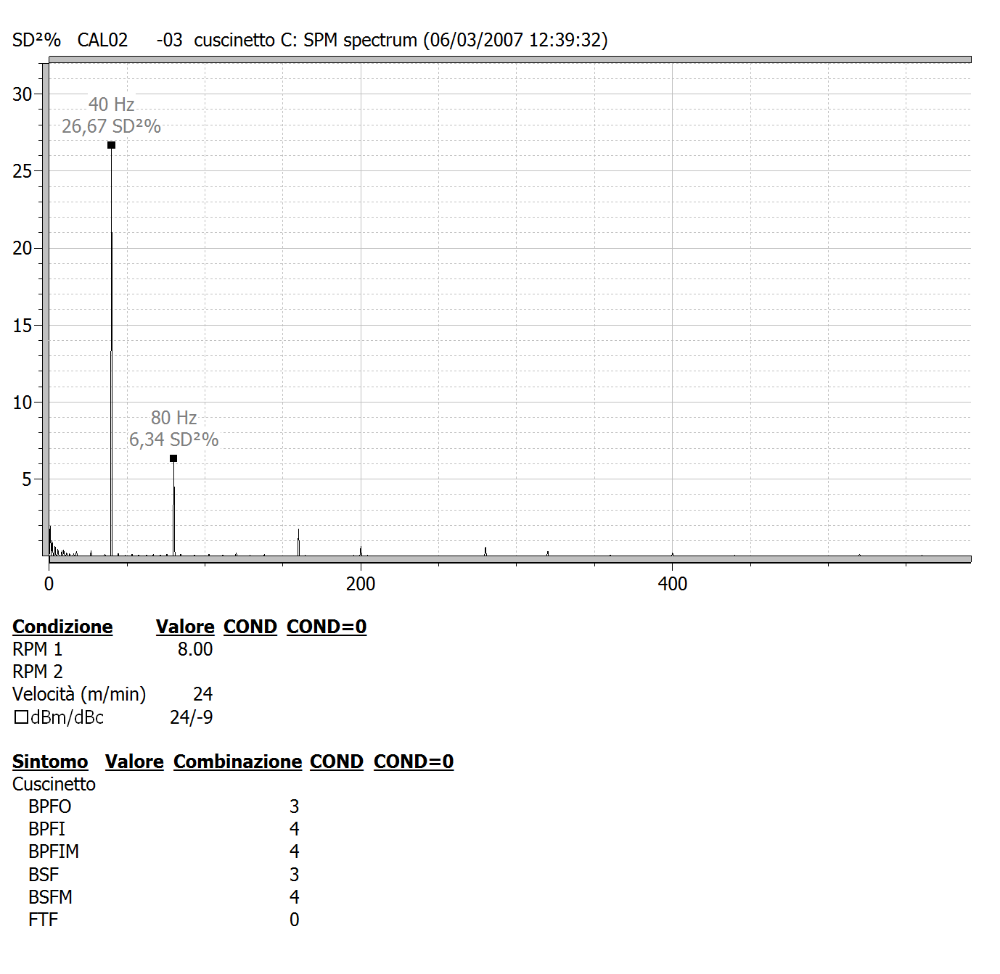 SD²% CAL02 -03 cuscinetto C: SPM spectrum (06/03/2007 12:39:32)
30
40 Hz
26,67 SD²%
25
20
15
10
80 Hz
6,34 SD²%
5
0 200 400
Condizione Valore COND COND=0
RPM 1 8.00
RPM 2
Velocità (m/min) 24
dBm/dBc 24/-9
Sintomo Valore Combinazione COND COND=0
Cuscinetto
BPFO 3
BPFI 4
BPFIM 4
BSF 3
BSFM 4
FTF 0